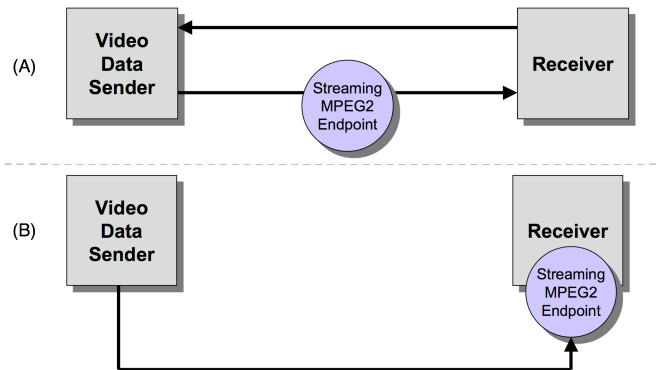 (A)
Video
Data
Sender
Streaming
MPEG2
Endpoint
Receiver
(B)
Video
Data
Sender
Receiver
Streaming
MPEG2
Endpoint